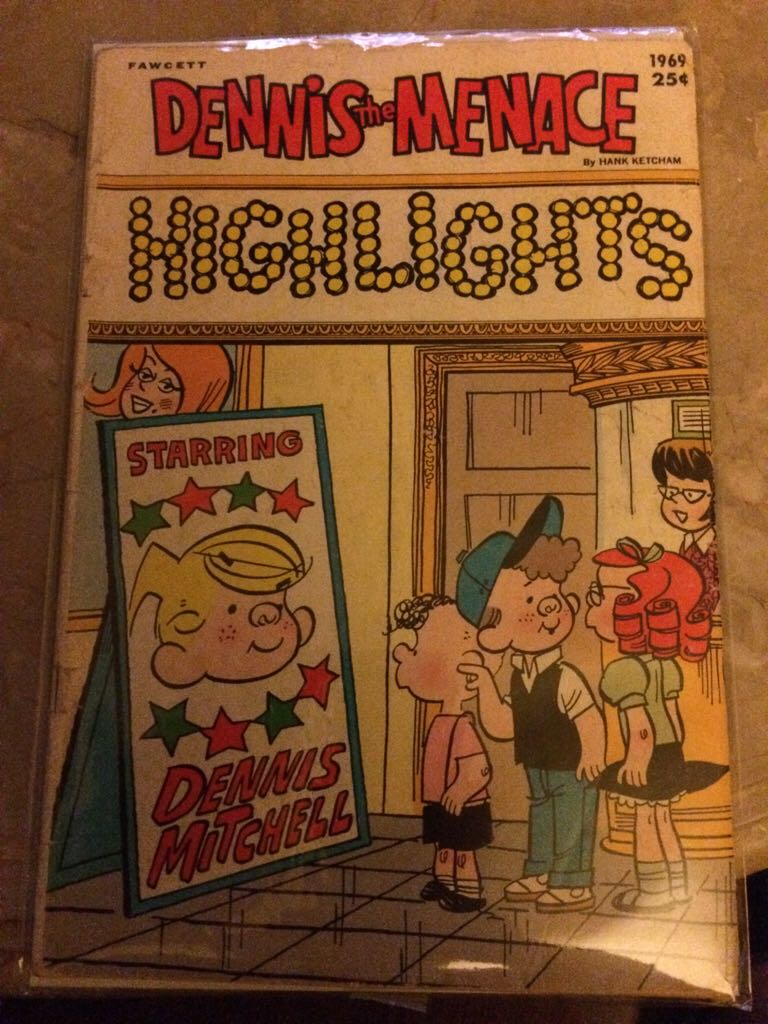 FAWCETT
1969
25¢
DENNIS the MENACE
By HANK KETCHAM
HIGHLIGHTS
STARRING
DENNIS
MITCHELL